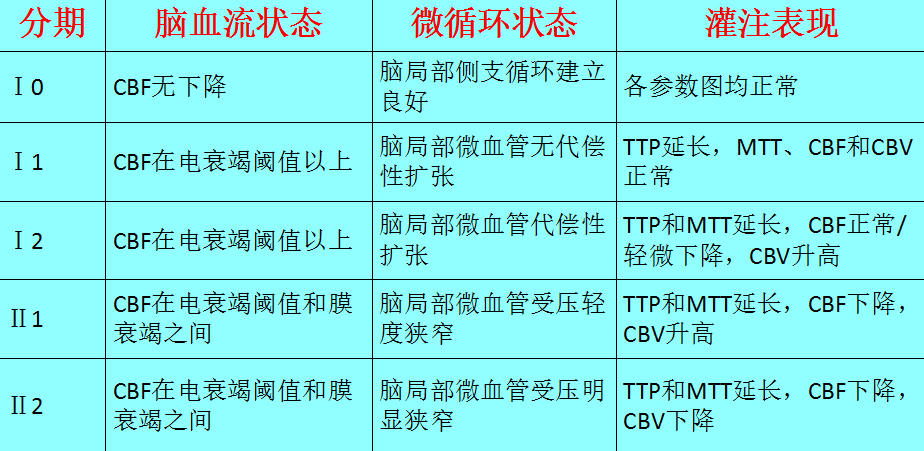 分期 脑血流状态 微循环状态 灌注表现
Ⅰ0 CBF无下降 脑局部侧支循环建立
良好 各参数图均正常
Ⅰ1 CBF在电衰竭阈值以上 脑局部微血管无代偿
性扩张 TTP延长，MTT、CBF和CBV
正常
Ⅰ2 CBF在电衰竭阈值以上 脑局部微血管代偿性
扩张 TTP和MTT延长，CBF正常/
轻微下降，CBV升高
Ⅱ1 CBF在电衰竭阈值和膜
衰竭之间 脑局部微血管受压轻
度狭窄 TTP和MTT延长，CBF下降，
CBV升高
Ⅱ2 CBF在电衰竭阈值和膜
衰竭之间 脑局部微血管受压明
显狭窄 TTP和MTT延长，CBF下降，
CBV下降